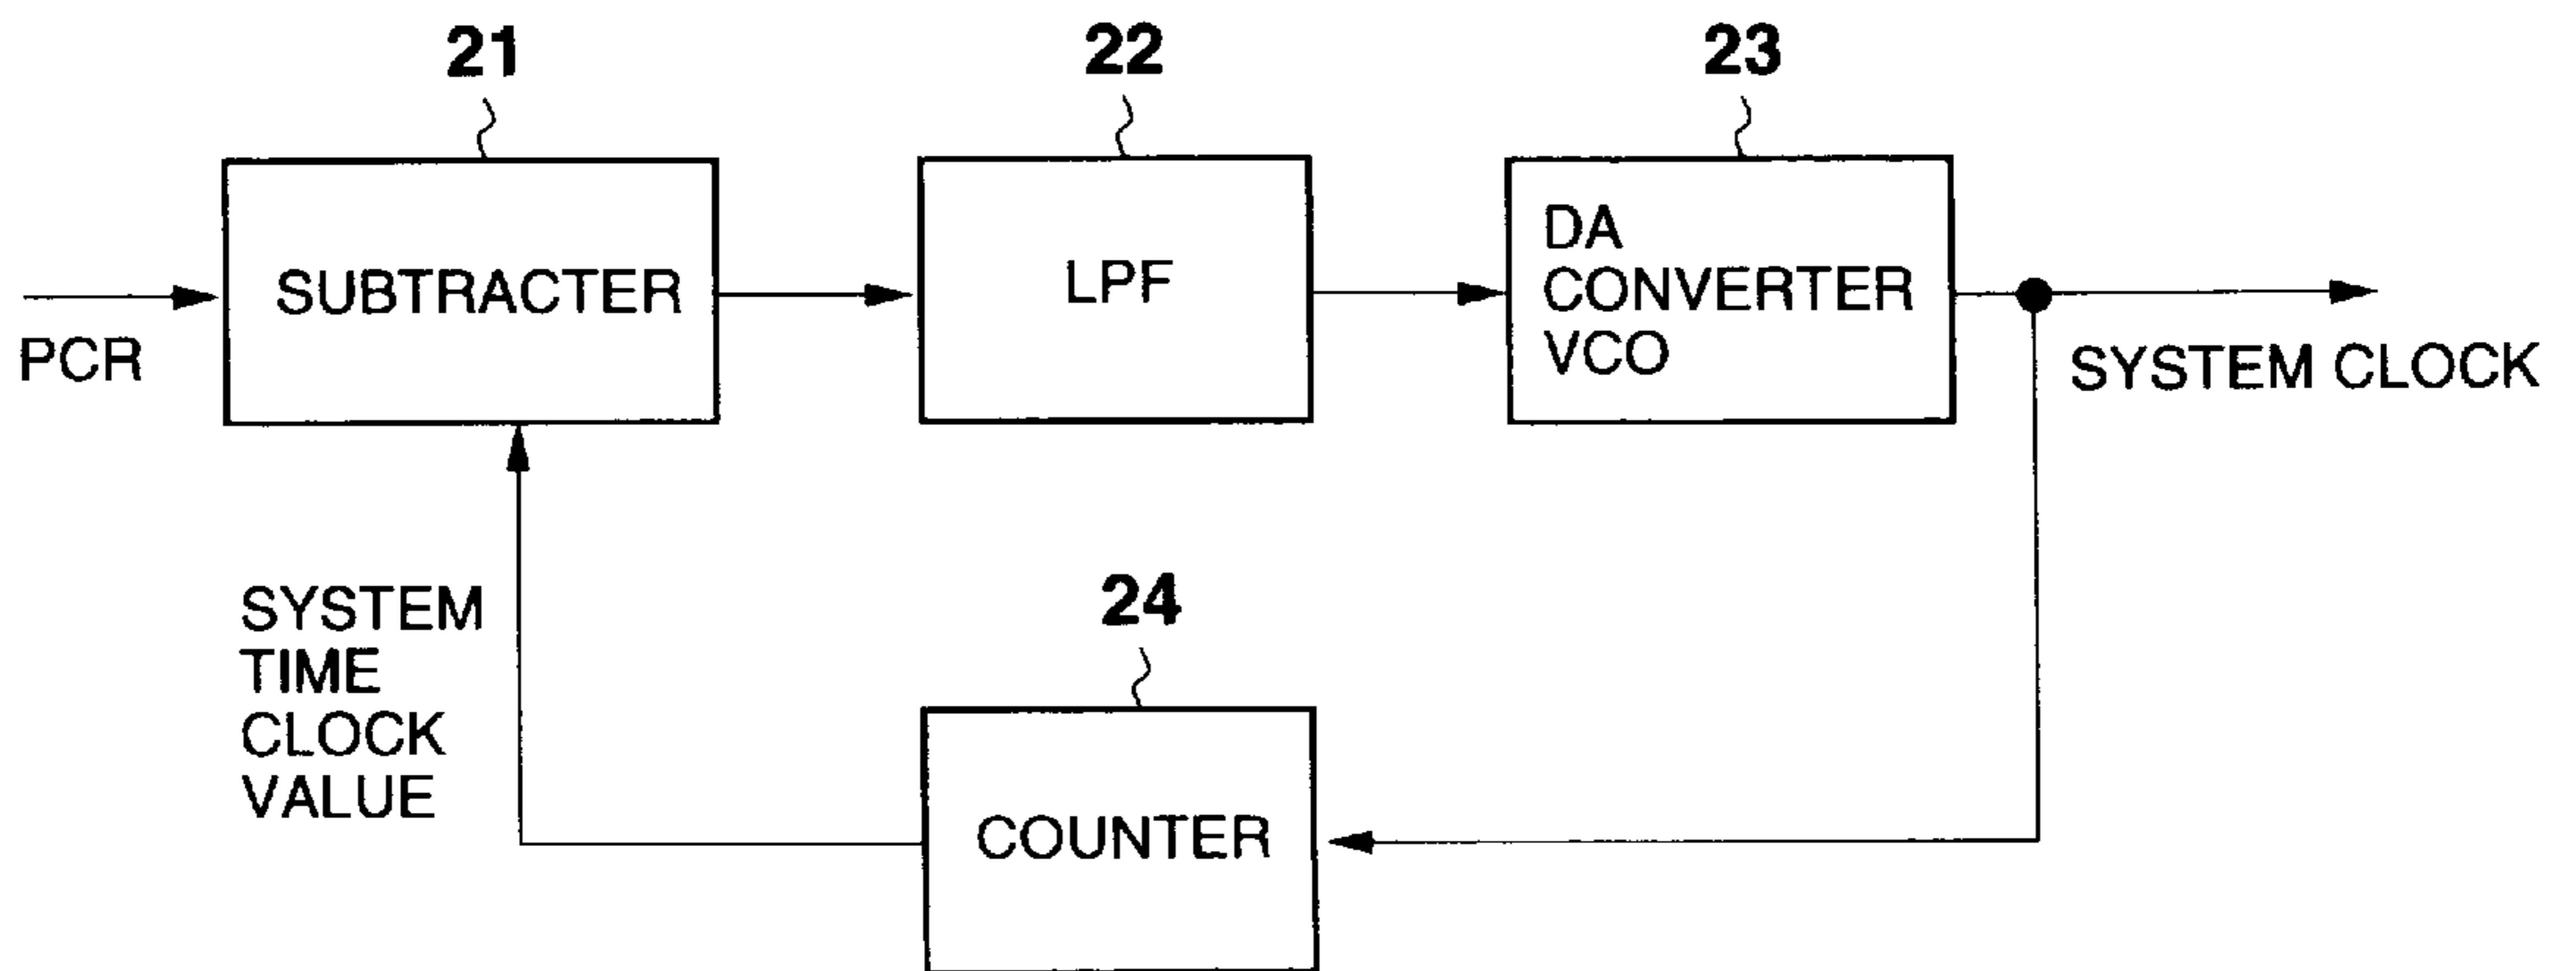 21
22
23
SUBTRACTER
LPF
DA
CONVERTER
VCO
PCR
SYSTEM CLOCK
SYSTEM
TIME
CLOCK
VALUE
24
COUNTER